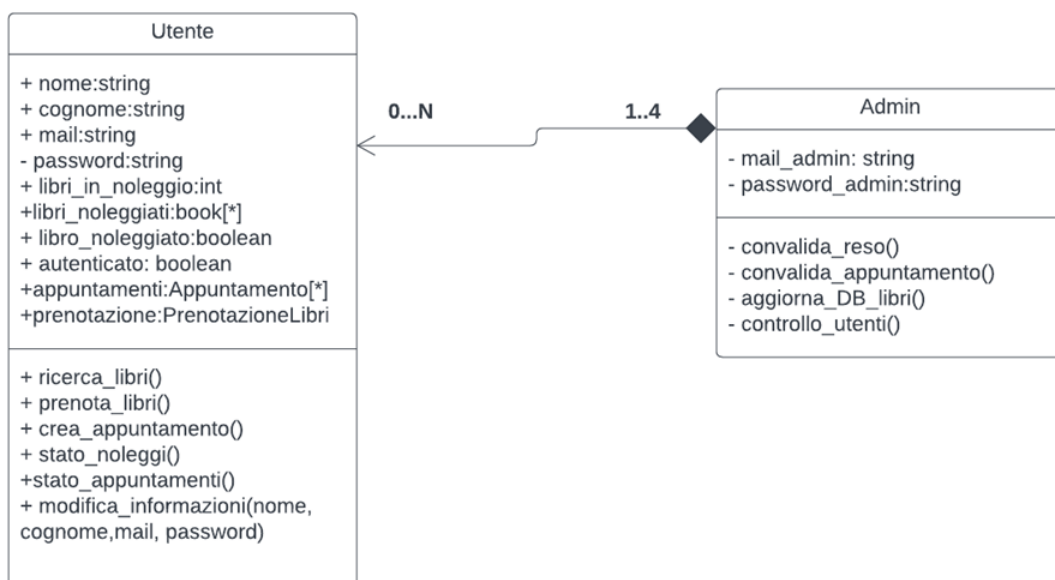 Utente
+ nome:string
+ cognome:string
+ mail:string
- password:string
+ libri_in_noleggio:int
+libri_noleggiati:book[*]
+ libro_noleggiato:boolean
+ autenticato: boolean
+appuntamenti:Appuntamento[*]
+prenotazione:PrenotazioneLibri
+ ricerca_libri()
+ prenota_libri()
+ crea_appuntamento()
+ stato_noleggi()
+stato_appuntamenti()
+ modifica_informazioni(nome,
cognome,mail, password)
0...N
1..4
Admin
- mail_admin: string
- password_admin:string
- convalida_reso()
- convalida_appuntamento()
- aggiorna_DB_libri()
- controllo_utenti()